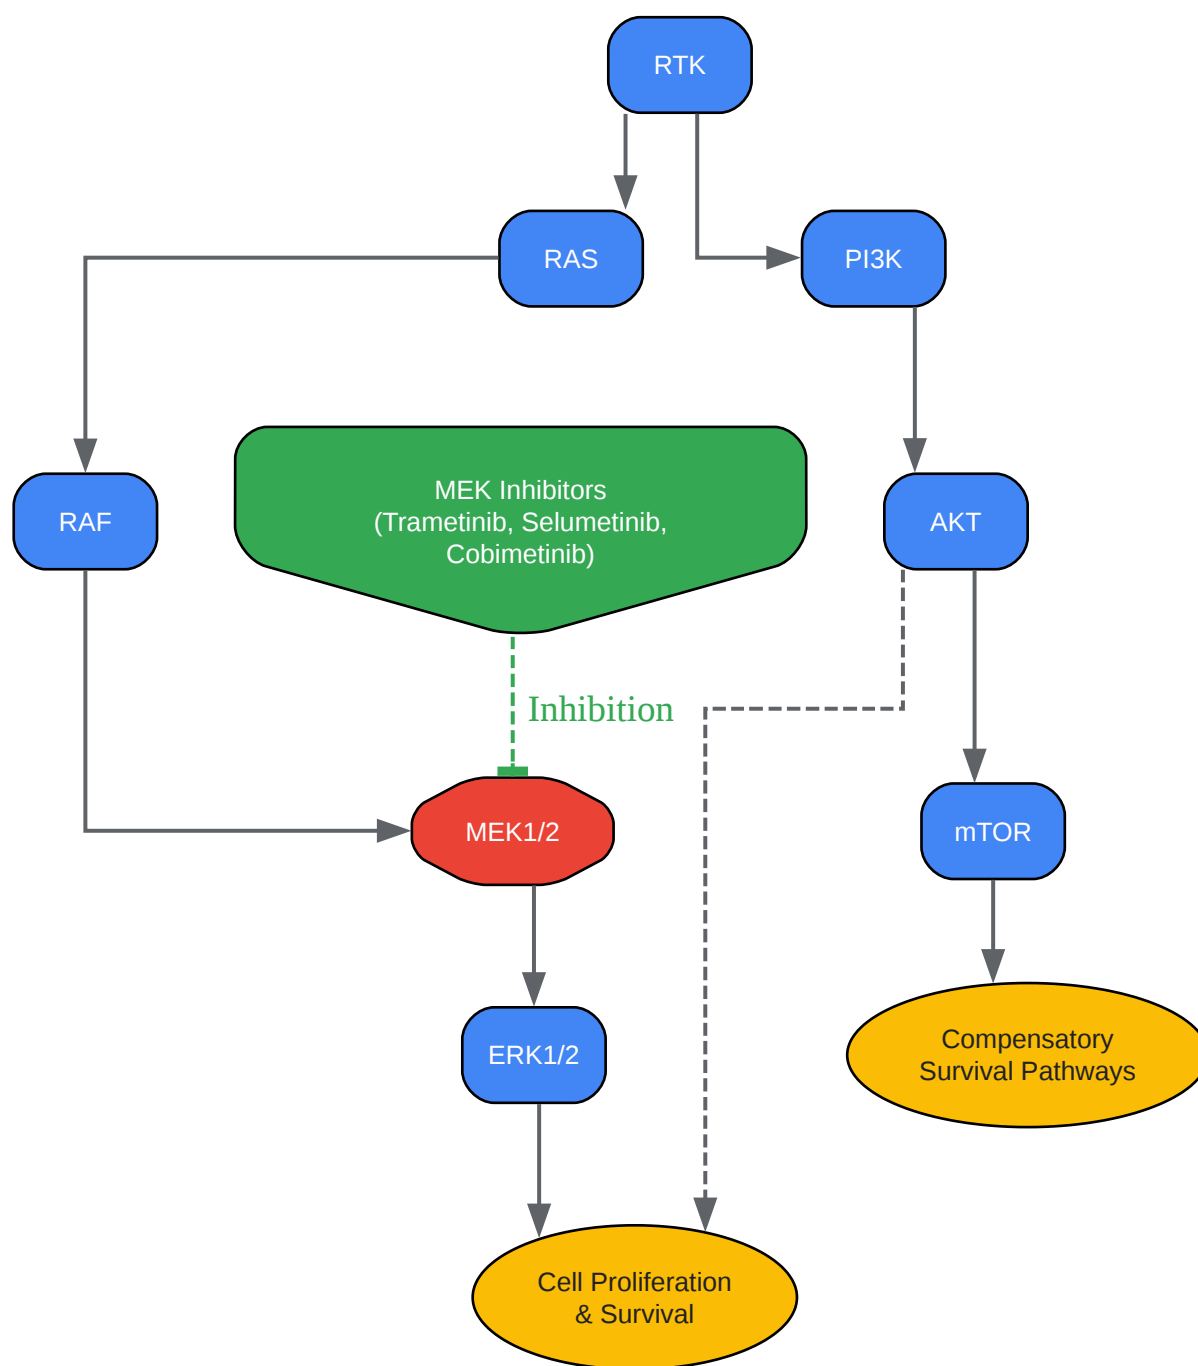 RTK
RAS
PI3K
MEK Inhibitors
(Trametinib, Selumetinib,
Cobimetinib)
RAF
AKT
Inhibition
MEK1/2
mTOR
ERK1/2
Compensatory
Survival Pathways
Cell Proliferation
& Survival